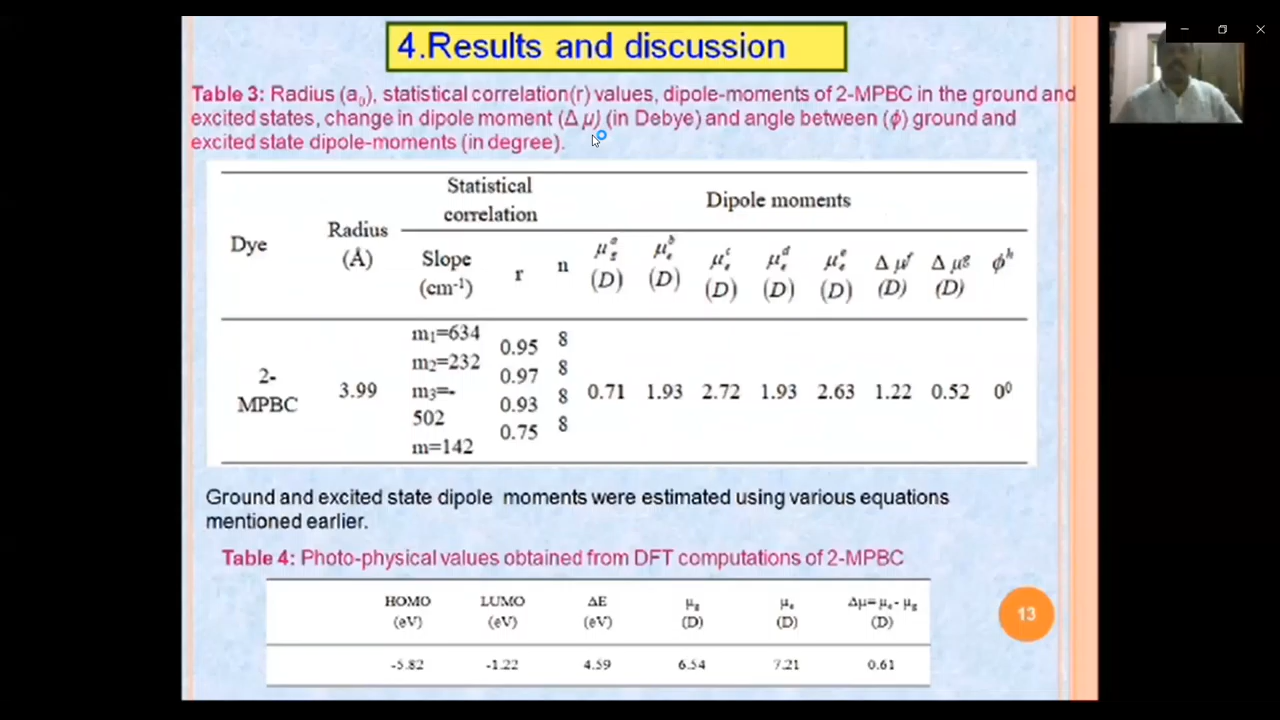 4.Results and discussion
Table 3: Radius (a₀), statistical correlation(r) values, dipole-moments of 2-MPBC in the ground and
excited states, change in dipole moment (Δ μ) (in Debye) and angle between (ϕ) ground and
excited state dipole-moments (in degree).
Statistical correlation Dipole moments
Dye Radius (Å) Slope (cm⁻¹) r n μ (D) μ (D) μ (D) μ (D) μ (D) Δ μᶠ (D) Δ μᵍ (D) ϕʰ
m₁=634 0.95 8
m₂=232 0.97 8
2-MPBC 3.99 m₃=-502 0.93 8 0.71 1.93 2.72 1.93 2.63 1.22 0.52 0⁰
m=142 0.75 8
Ground and excited state dipole moments were estimated using various equations
mentioned earlier.
Table 4: Photo-physical values obtained from DFT computations of 2-MPBC
HOMO LUMO ΔE μg μe Δμ= μe- μg
(eV) (eV) (eV) (D) (D) (D)
-5.82 -1.22 4.59 6.54 7.21 0.61
13